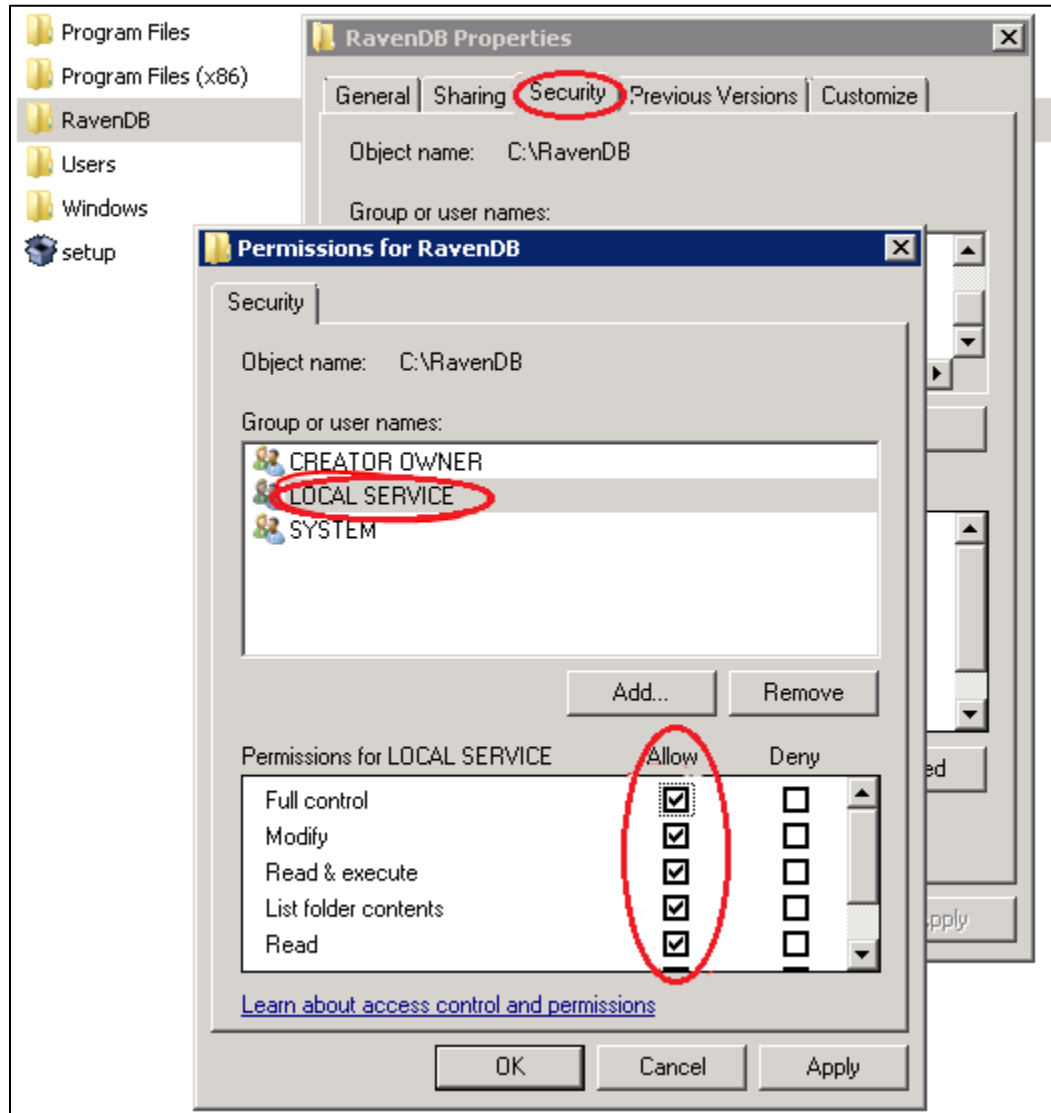 Program Files
Program Files (x86)
RavenDB
Users
Windows
setup
RavenDB Properties
General Sharing Security Previous Versions Customize
Object name: C:\RavenDB
Group or user names:
Permissions for RavenDB
Security
Object name: C:\RavenDB
Group or user names:
CREATOR OWNER
LOCAL SERVICE
SYSTEM
Add... Remove
Permissions for LOCAL SERVICE Allow Deny
Full control
Modify
Read & execute
List folder contents
Read
Learn about access control and permissions
OK Cancel Apply